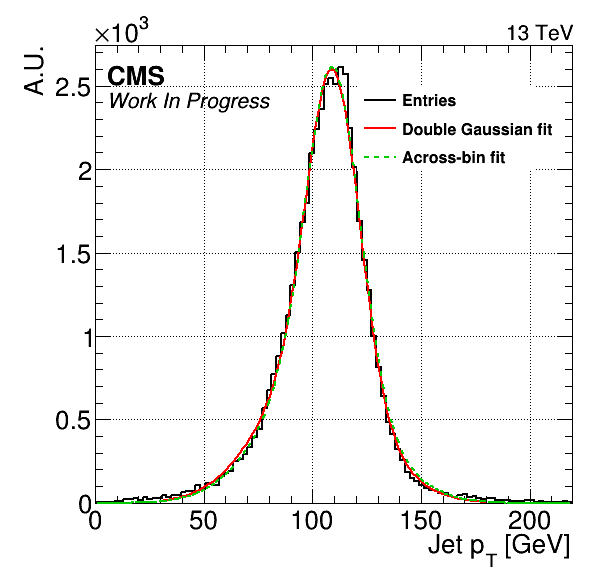 ×10³
13 TeV
A.U.
CMS
Work In Progress
Entries
Double Gaussian fit
Across-bin fit
2.5
2
1.5
1
0.5
0
0 50 100 150 200
Jet p_T [GeV]